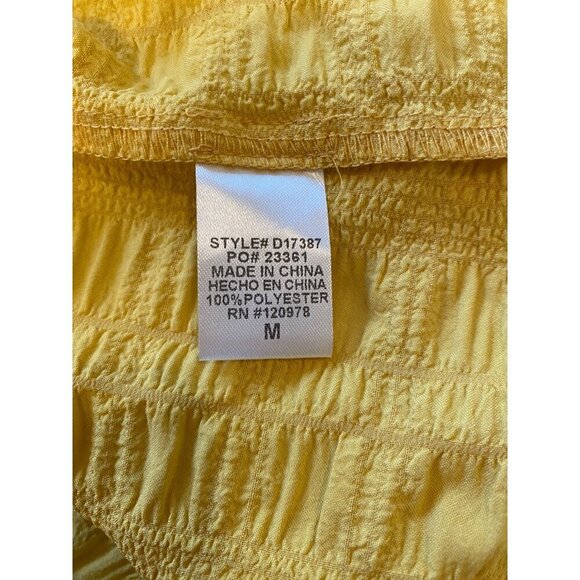 STYLE# D17387
PO# 23361
MADE IN CHINA
HECHO EN CHINA
100%POLYESTER
RN #120978
M